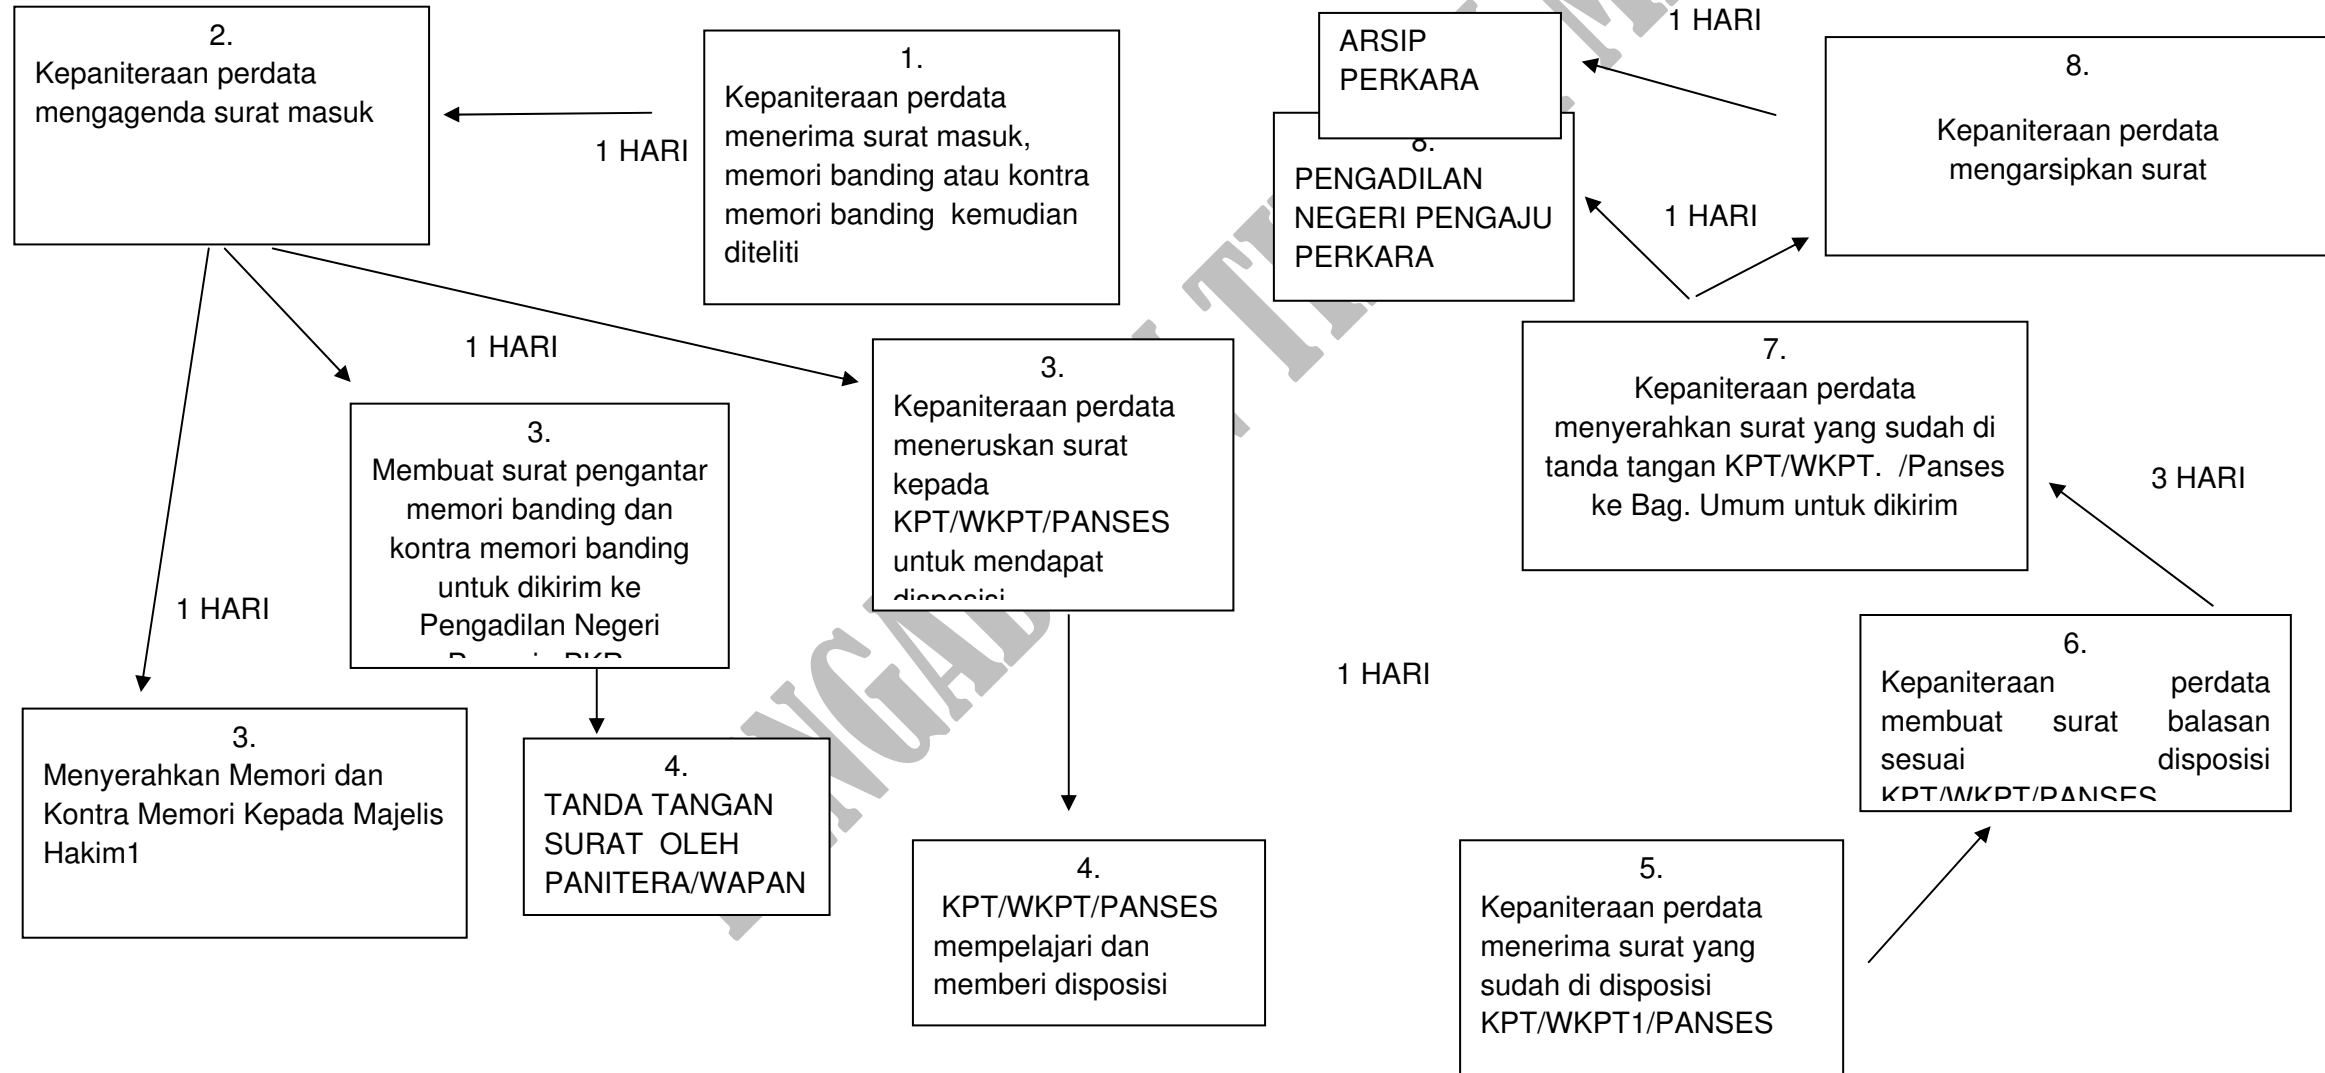 2.
Kepaniteraan perdata
mengagenda surat masuk
1 HARI
1.
Kepaniteraan perdata
menerima surat masuk,
memori banding atau kontra
memori banding kemudian
diteliti
ARSIP
PERKARA
1 HARI
8.
Kepaniteraan perdata
mengarsipkan surat
8.
PENGADILAN
NEGERI PENGAJU
PERKARA
1 HARI
1 HARI
3.
Membuat surat pengantar
memori banding dan
kontra memori banding
untuk dikirim ke
Pengadilan Negeri
3.
Kepaniteraan perdata
meneruskan surat
kepada
KPT/WKPT/PANSES
untuk mendapat
disposisi
7.
Kepaniteraan perdata
menyerahkan surat yang sudah di
tanda tangan KPT/WKPT. /Panses
ke Bag. Umum untuk dikirim
3 HARI
1 HARI
1 HARI
6.
Kepaniteraan perdata
membuat surat balasan
sesuai disposisi
KPT/WKPT/PANSES
3.
Menyerahkan Memori dan
Kontra Memori Kepada Majelis
Hakim1
4.
TANDA TANGAN
SURAT OLEH
PANITERA/WAPAN
4.
KPT/WKPT/PANSES
mempelajari dan
memberi disposisi
5.
Kepaniteraan perdata
menerima surat yang
sudah di disposisi
KPT/WKPT1/PANSES